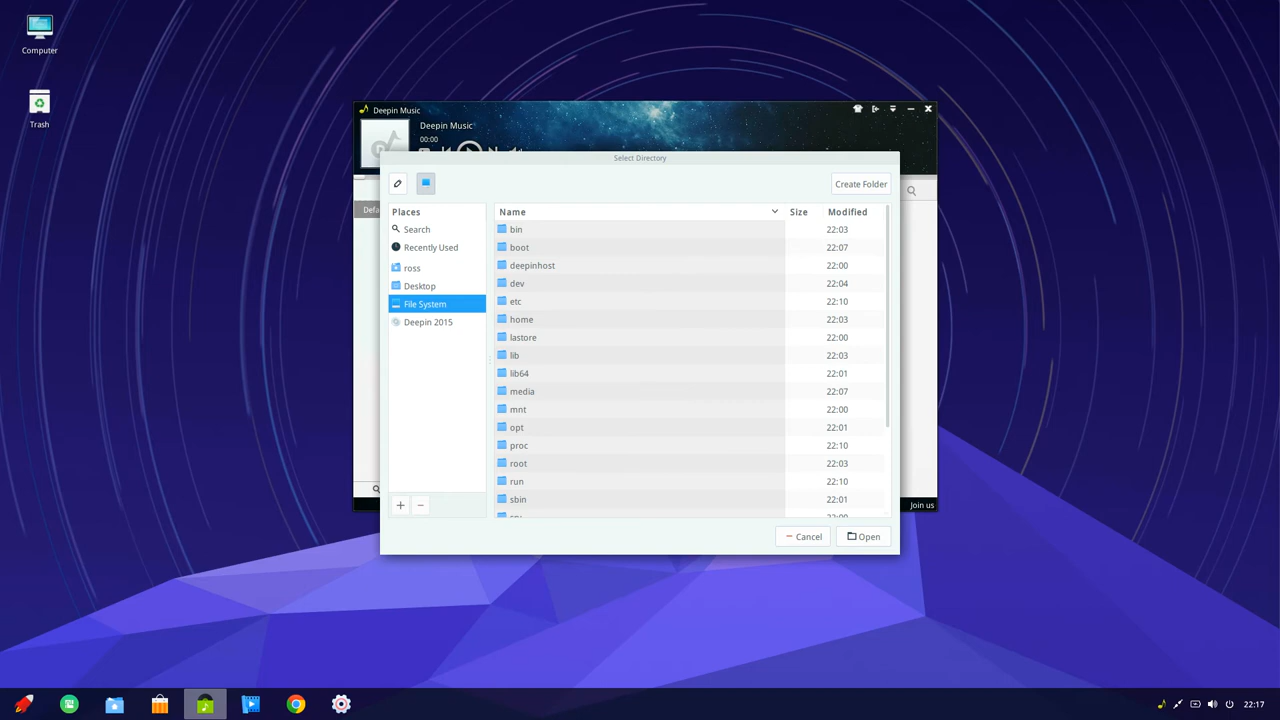 Computer
Trash
Deepin Music
Deepin Music
00:00
Select Directory
Create Folder
Places
Search
Recently Used
ross
Desktop
File System
Deepin 2015
Name Size Modified
bin 22:03
boot 22:07
deepinhost 22:00
dev 22:04
etc 22:10
home 22:03
lastore 22:00
lib 22:03
lib64 22:01
media 22:07
mnt 22:00
opt 22:01
proc 22:10
root 22:03
run 22:10
sbin 22:01
Cancel
Open
Join us
22:17